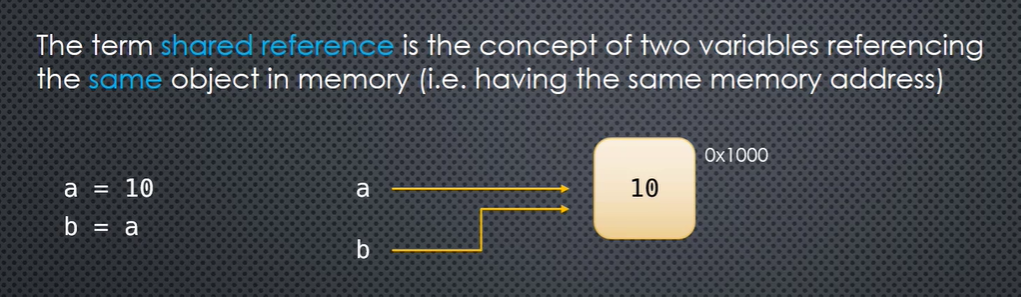 The term shared reference is the concept of two variables referencing
the same object in memory (i.e. having the same memory address)
0x1000
a = 10
a
10
b = a
b